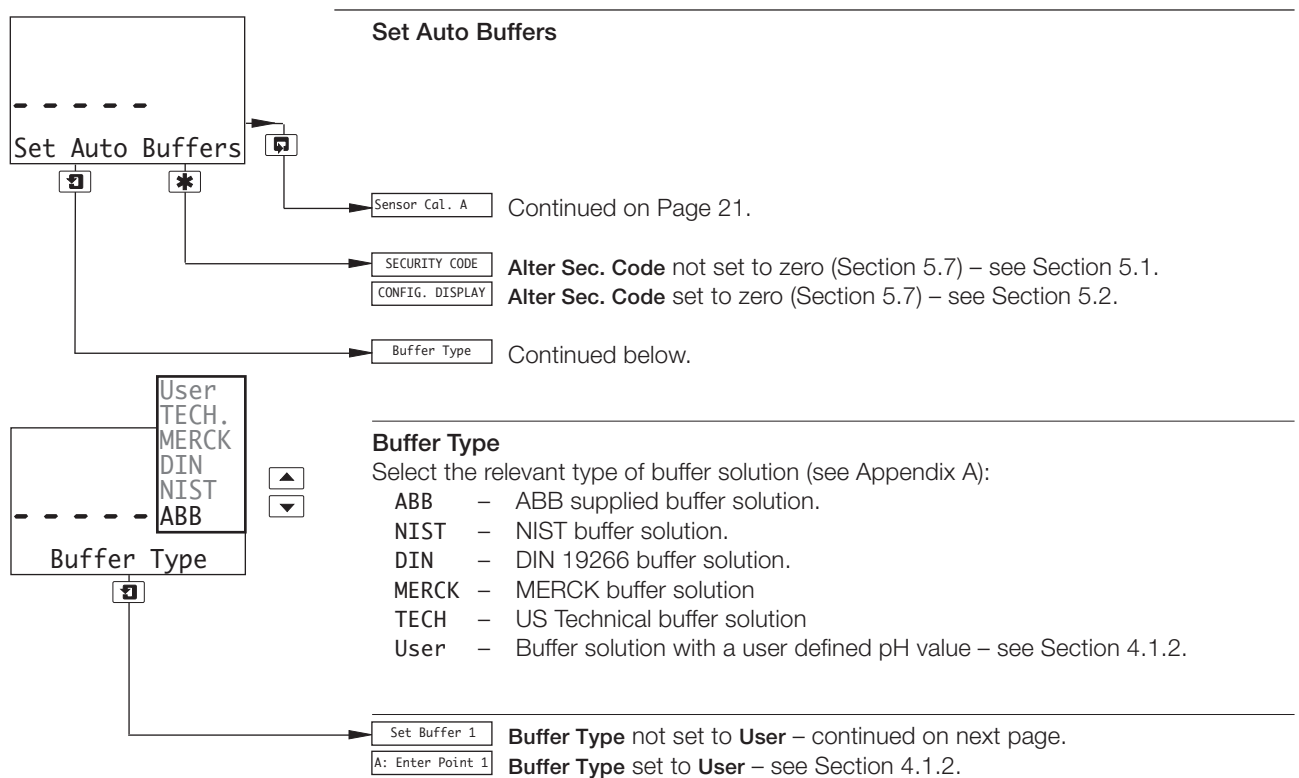 Set Auto Buffers
- - - - -
Set Auto Buffers
Sensor Cal. A Continued on Page 21.
SECURITY CODE Alter Sec. Code not set to zero (Section 5.7) – see Section 5.1.
CONFIG. DISPLAY Alter Sec. Code set to zero (Section 5.7) – see Section 5.2.
Buffer Type Continued below.
User
TECH.
MERCK
DIN
NIST
- - - - - ABB
Buffer Type
Buffer Type
Select the relevant type of buffer solution (see Appendix A):
ABB – ABB supplied buffer solution.
NIST – NIST buffer solution.
DIN – DIN 19266 buffer solution.
MERCK – MERCK buffer solution
TECH – US Technical buffer solution
User – Buffer solution with a user defined pH value – see Section 4.1.2.
Set Buffer 1 Buffer Type not set to User – continued on next page.
A: Enter Point 1 Buffer Type set to User – see Section 4.1.2.